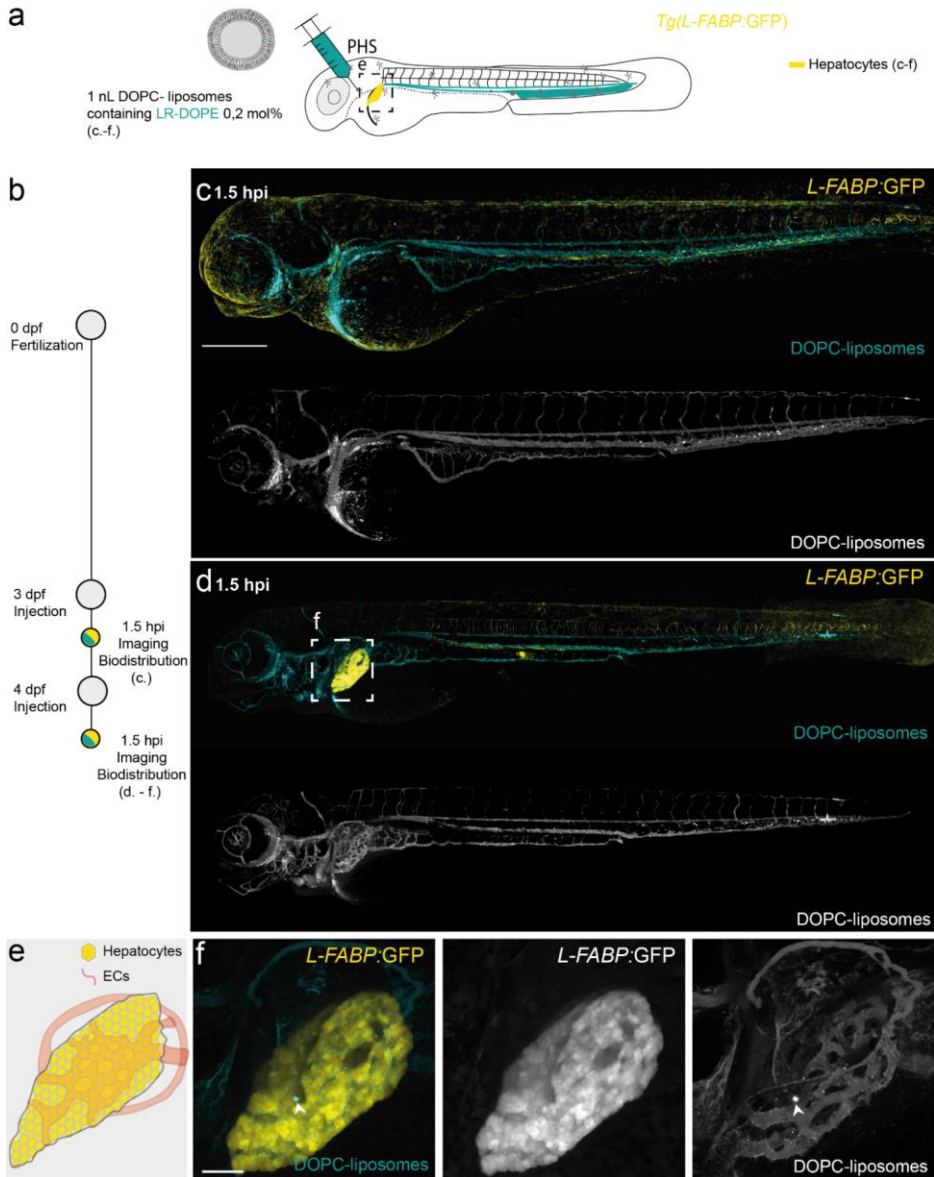 a
Tg(L-FABP:GFP)
PHS
e
Hepatocytes (c-f)
1 nL DOPC- liposomes
containing LR-DOPE 0,2 mol%
(c.-f.)
b
0 dpf
Fertilization
3 dpf
Injection
1.5 hpi
Imaging
Biodistribution
(c.)
4 dpf
Injection
1.5 hpi
Imaging
Biodistribution
(d. - f.)
c 1.5 hpi
L-FABP:GFP
DOPC-liposomes
DOPC-liposomes
d 1.5 hpi
L-FABP:GFP
f
DOPC-liposomes
DOPC-liposomes
e
Hepatocytes
ECs
f
L-FABP:GFP
DOPC-liposomes
L-FABP:GFP
DOPC-liposomes